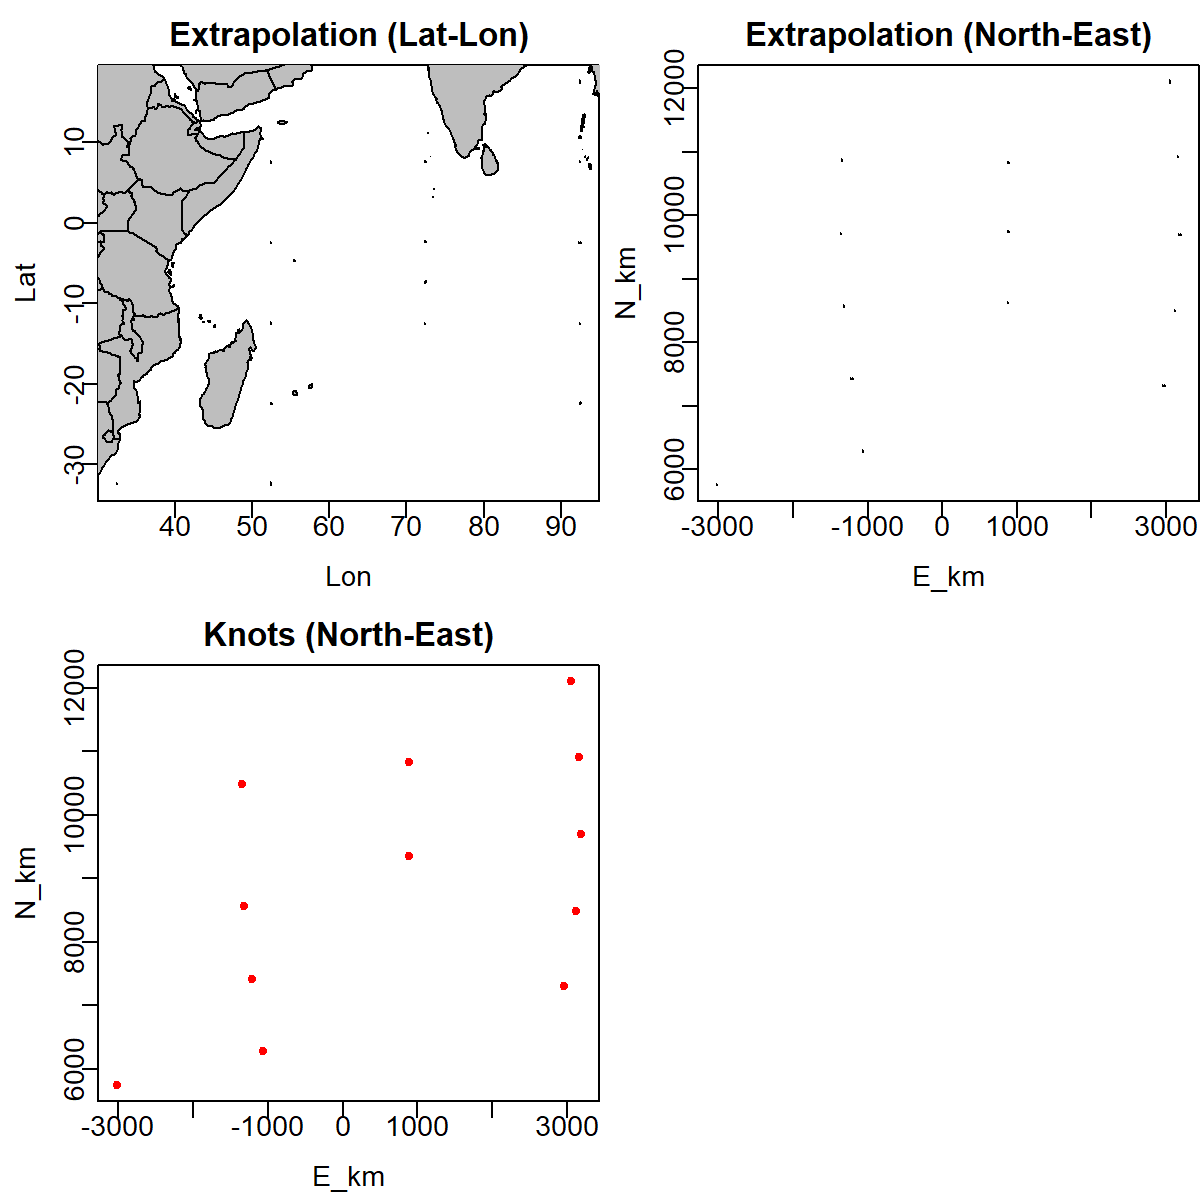 Extrapolation (Lat-Lon)
Lat
10
0
-10
-20
-30
40 50 60 70 80 90
Lon
Extrapolation (North-East)
N_km
12000
10000
8000
6000
-3000 -1000 0 1000 3000
E_km
Knots (North-East)
N_km
12000
10000
8000
6000
-3000 -1000 0 1000 3000
E_km